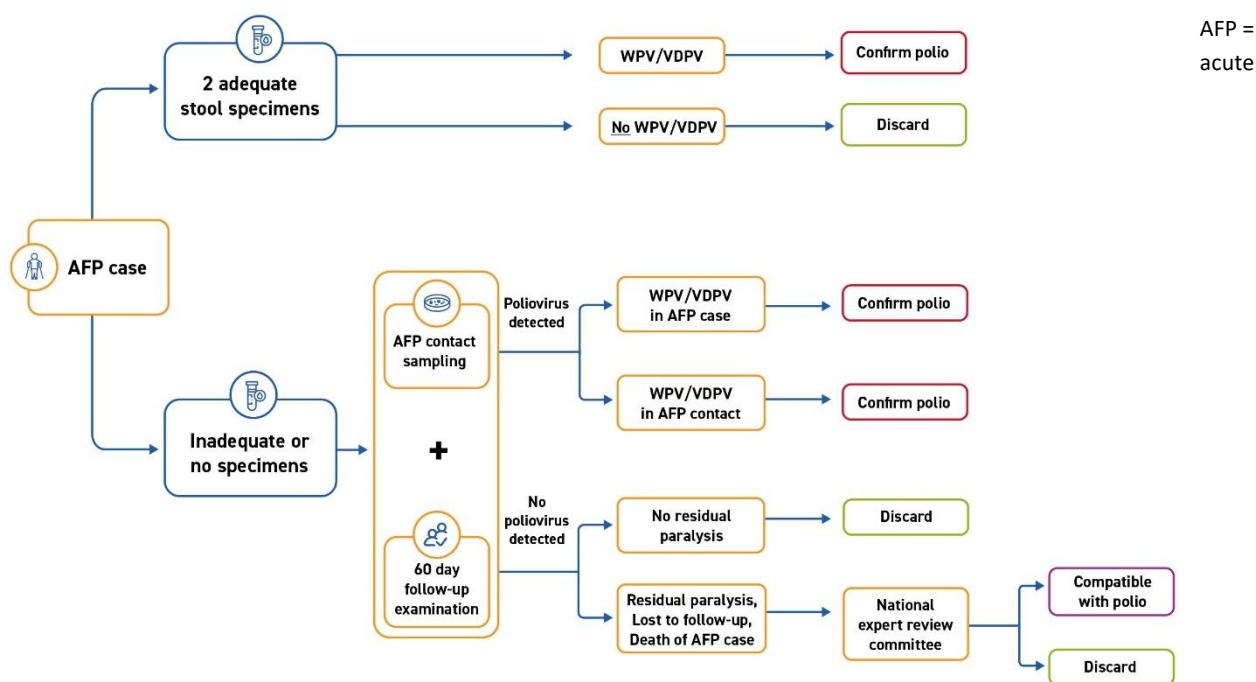 AFP =
acute
2 adequate
stool specimens
WPV/VDPV
Confirm polio
No WPV/VDPV
Discard
AFP case
Inadequate or
no specimens
AFP contact
sampling
+
60 day
follow-up
examination
Poliovirus
detected
WPV/VDPV
in AFP case
Confirm polio
WPV/VDPV
in AFP contact
Confirm polio
No
poliovirus
detected
No residual
paralysis
Discard
Residual paralysis,
Lost to follow-up,
Death of AFP case
National
expert review
committee
Compatible
with polio
Discard